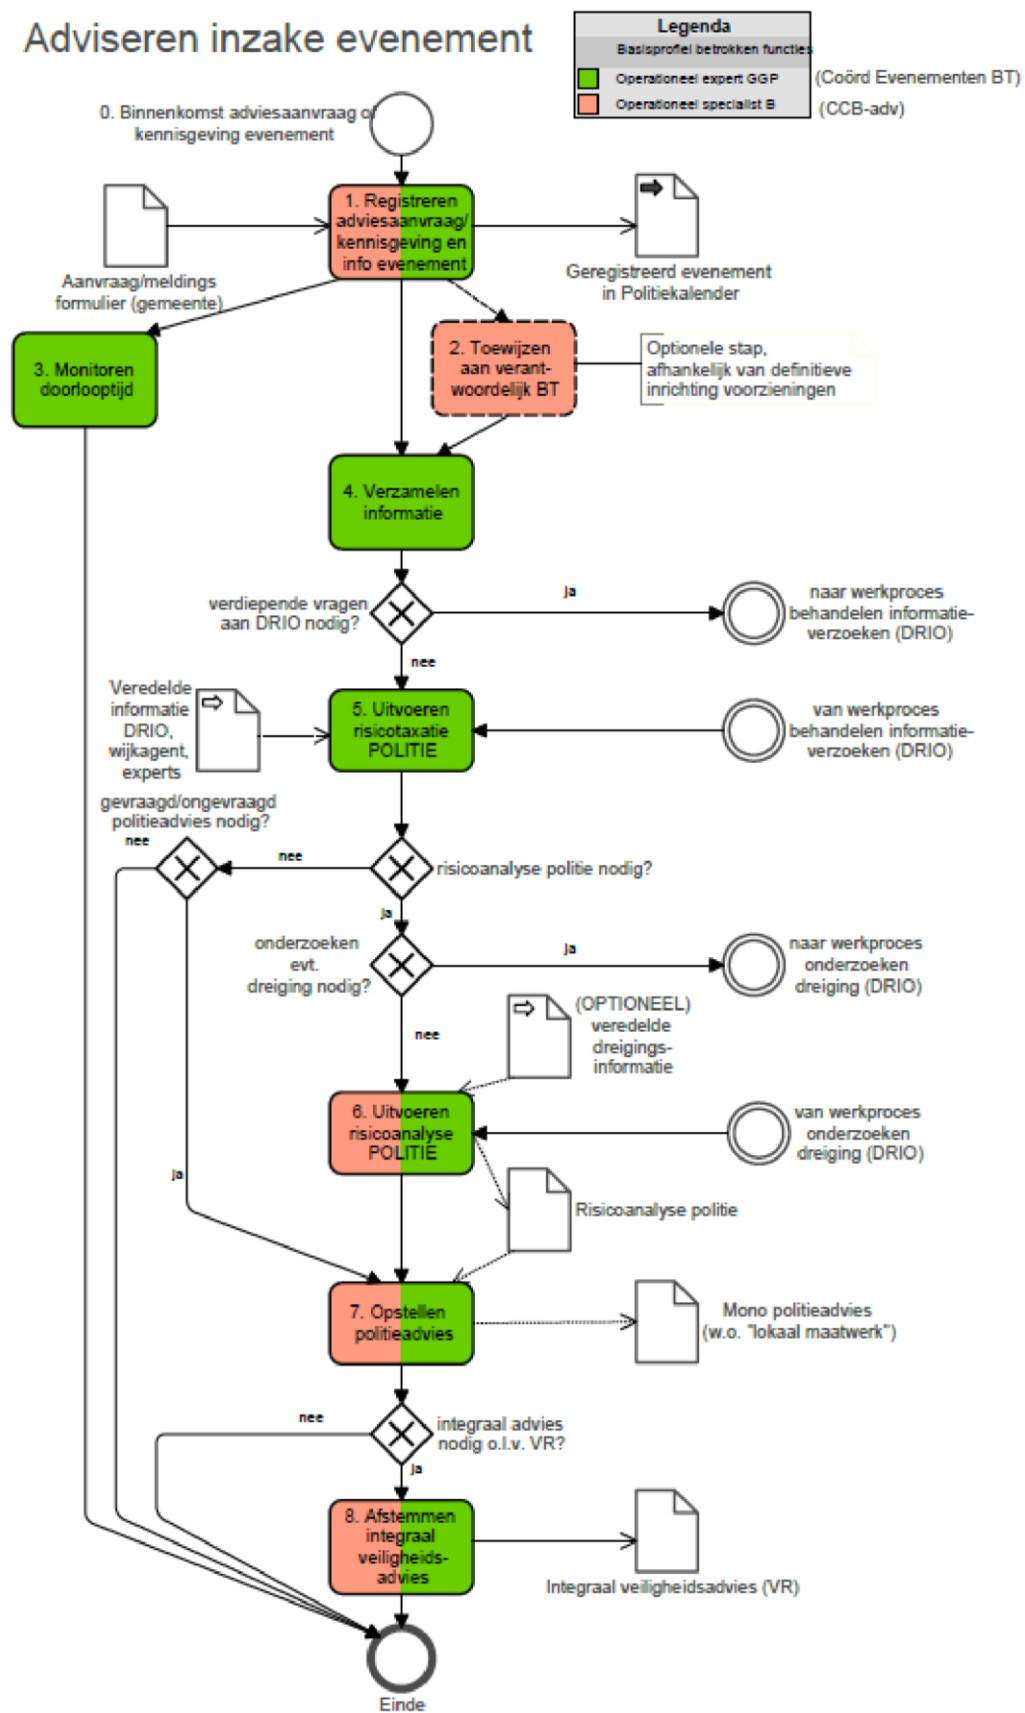 Adviseren inzake evenement
Legenda
Basisprofiel betrokken functies
Operationeel expert GGP
(Coörd Evenementen BT)
Operationeel specialist B
(CCB-adv)
0. Binnenkomst adviesaanvraag of
kennisgeving evenement
1. Registreren
adviesaanvraag/
kennisgeving en
info evenement
Aanvraag/meldings
formulier (gemeente)
Geregistreerd evenement
in Politiekalender
2. Toewijzen
aan verant-
woordelijk BT
Optionele stap,
afhankelijk van definitieve
inrichting voorzieningen
3. Monitoren
doorlooptijd
4. Verzamelen
informatie
verdiepende vragen
aan DRIO nodig?
ja
naar werkproces
behandelen informatie-
verzoeken (DRIO)
nee
Veredelde
informatie
DRIO,
wijkagent,
experts
5. Uitvoeren
risicotaxatie
POLITIE
van werkproces
behandelen informatie-
verzoeken (DRIO)
gevraagd/ongevraagd
politieadvies nodig?
nee
nee
risicoanalyse politie nodig?
ja
onderzoeken
evt.
dreiging nodig?
ja
naar werkproces
onderzoeken
dreiging (DRIO)
nee
(OPTIONEEL)
veredelde
dreigings-
informatie
6. Uitvoeren
risicoanalyse
POLITIE
van werkproces
onderzoeken
dreiging (DRIO)
ja
Risicoanalyse politie
7. Opstellen
politieadvies
Mono politieadvies
(w.o. "lokaal maatwerk")
nee
integraal advies
nodig o.l.v. VR?
ja
8. Afstemmen
integraal
veiligheids-
advies
Integraal veiligheidsadvies (VR)
Einde